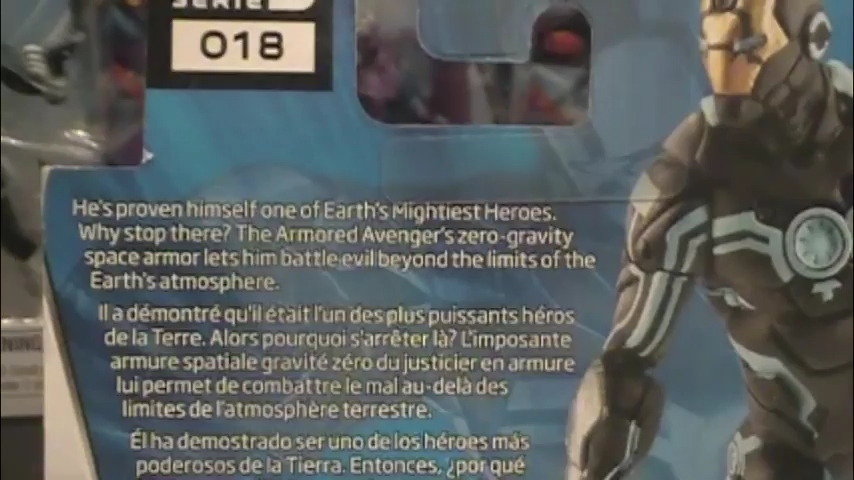 SERIE
018
He's proven himself one of Earth's Mightiest Heroes.
Why stop there? The Armored Avenger's zero-gravity
space armor lets him battle evil beyond the limits of the
Earth's atmosphere.
Il a démontré qu'il était l'un des plus puissants héros
de la Terre. Alors pourquoi s'arrêter là? L'imposante
armure spatiale gravité zéro du justicier en armure
lui permet de combattre le mal au-delà des
limites de l'atmosphère terrestre.
Él ha demostrado ser uno de los héroes más
poderosos de la Tierra. Entonces, ¿por qué